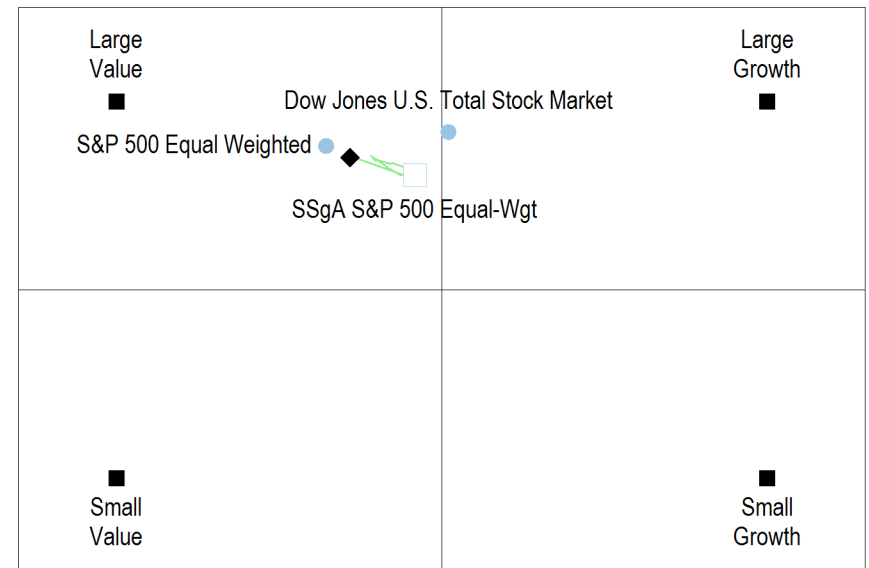 Large
Value
Large
Growth
Dow Jones U.S. Total Stock Market
S&P 500 Equal Weighted
SSgA S&P 500 Equal-Wgt
Small
Value
Small
Growth